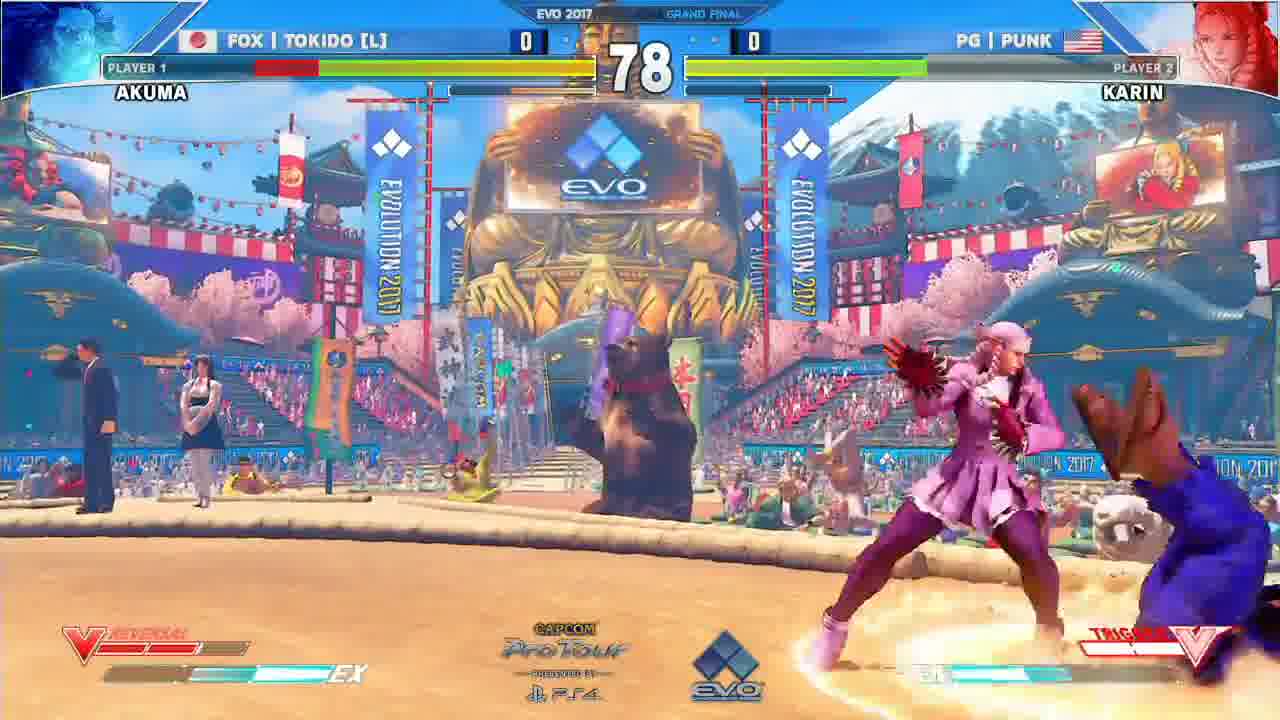 EVO 2017 GRAND FINAL
FOX | TOKIDO [L] 0 0 PG | PUNK
78
PLAYER 1 PLAYER 2
AKUMA KARIN
EVO
EVOLUTION 2017
EVOLUTION 2017
TRIGGER
EX
CAPCOM
Pro Tour
PRESENTED BY
PS4
EVO